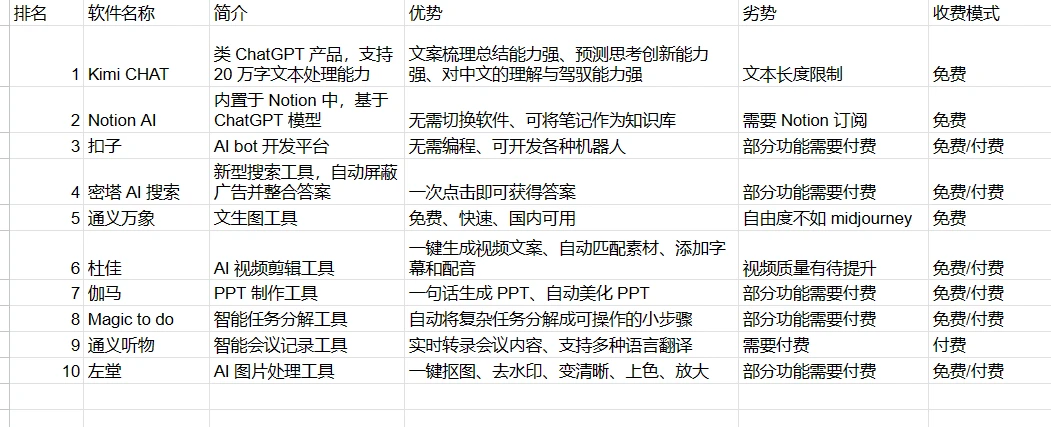 排名 软件名称 简介 优势 劣势 收费模式
1 Kimi CHAT 类 ChatGPT 产品，支持 20 万字文本处理能力 文案梳理总结能力强、预测思考创新能力强、对中文的理解与驾驭能力强 文本长度限制 免费
2 Notion AI 内置于 Notion 中，基于 ChatGPT 模型 无需切换软件、可将笔记作为知识库 需要 Notion 订阅 免费
3 扣子 AI bot 开发平台 无需编程、可开发各种机器人 部分功能需要付费 免费/付费
4 密塔 AI 搜索 新型搜索工具，自动屏蔽广告并整合答案 一次点击即可获得答案 部分功能需要付费 免费/付费
5 通义万象 文生图工具 免费、快速、国内可用 自由度不如 midjourney 免费
6 杜佳 AI 视频剪辑工具 一键生成视频文案、自动匹配素材、添加字幕和配音 视频质量有待提升 免费/付费
7 伽马 PPT 制作工具 一句话生成 PPT、自动美化 PPT 部分功能需要付费 免费/付费
8 Magic to do 智能任务分解工具 自动将复杂任务分解成可操作的小步骤 部分功能需要付费 免费/付费
9 通义听物 智能会议记录工具 实时转录会议内容、支持多种语言翻译 需要付费 付费
10 左堂 AI 图片处理工具 一键抠图、去水印、变清晰、上色、放大 部分功能需要付费 免费/付费